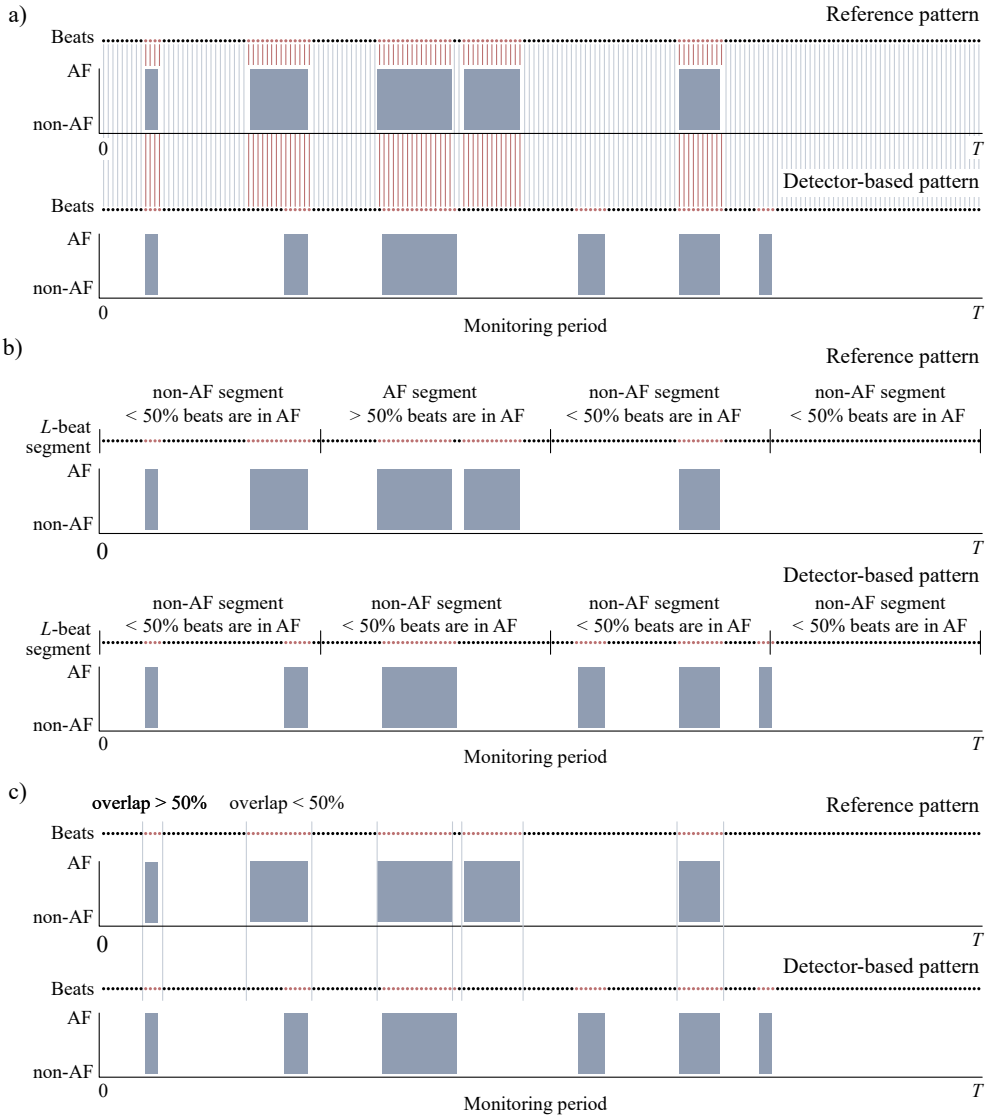 a)
Reference pattern
Beats
AF
non-AF
0
T
Detector-based pattern
Beats
AF
non-AF
0
T
Monitoring period
b)
Reference pattern
non-AF segment
< 50% beats are in AF
AF segment
> 50% beats are in AF
non-AF segment
< 50% beats are in AF
non-AF segment
< 50% beats are in AF
L-beat
segment
AF
non-AF
0
T
Detector-based pattern
non-AF segment
< 50% beats are in AF
non-AF segment
< 50% beats are in AF
non-AF segment
< 50% beats are in AF
non-AF segment
< 50% beats are in AF
L-beat
segment
AF
non-AF
0
T
Monitoring period
c)
overlap > 50%
overlap < 50%
Reference pattern
Beats
AF
non-AF
0
T
Detector-based pattern
Beats
AF
non-AF
0
T
Monitoring period